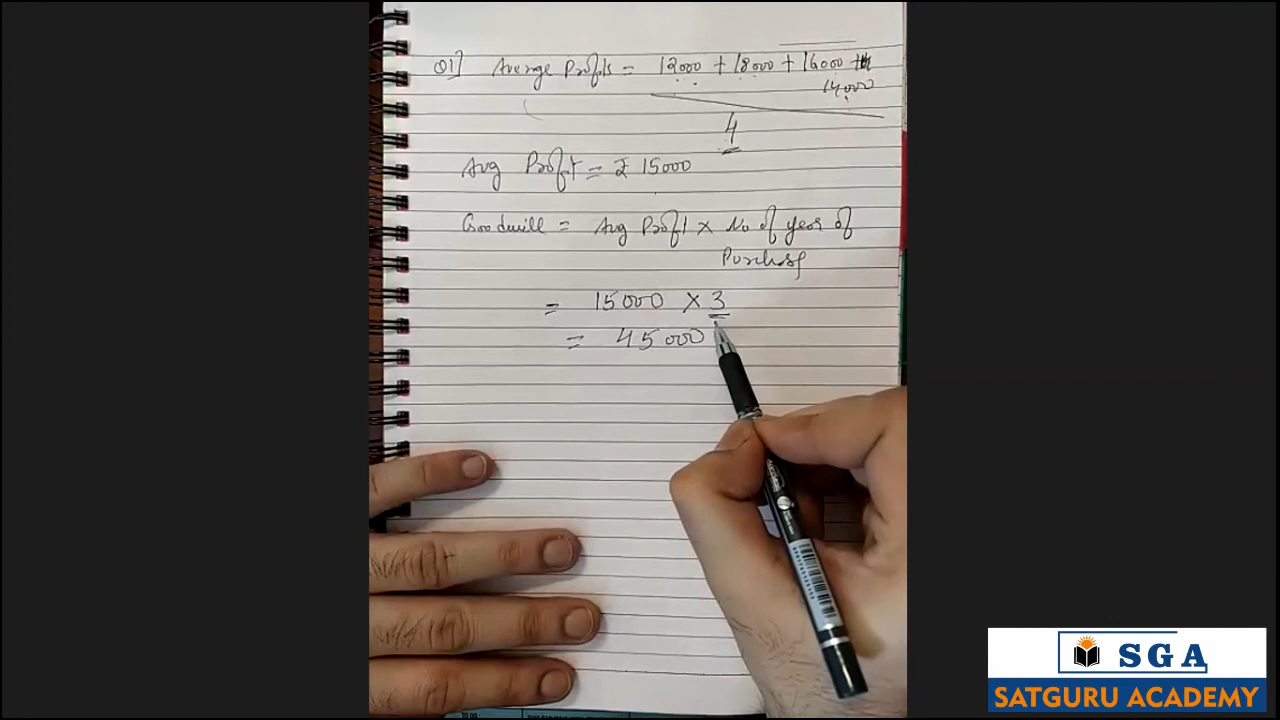 Q1] Average Profits = 12000 + 18000 + 16000 +
14000
4
Avg Profit = ₹ 15000
Goodwill = Avg Profit × No of year of
Purchase
= 15000 × 3
= 45000
SGA
SATGURU ACADEMY